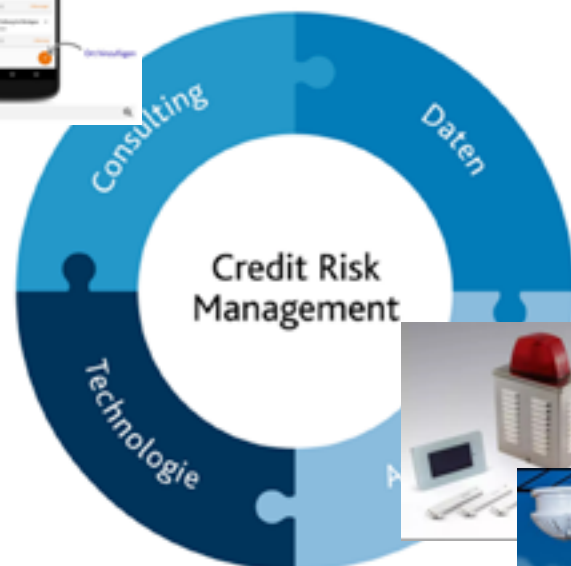 Consulting
Daten
Credit Risk
Management
Technologie
A